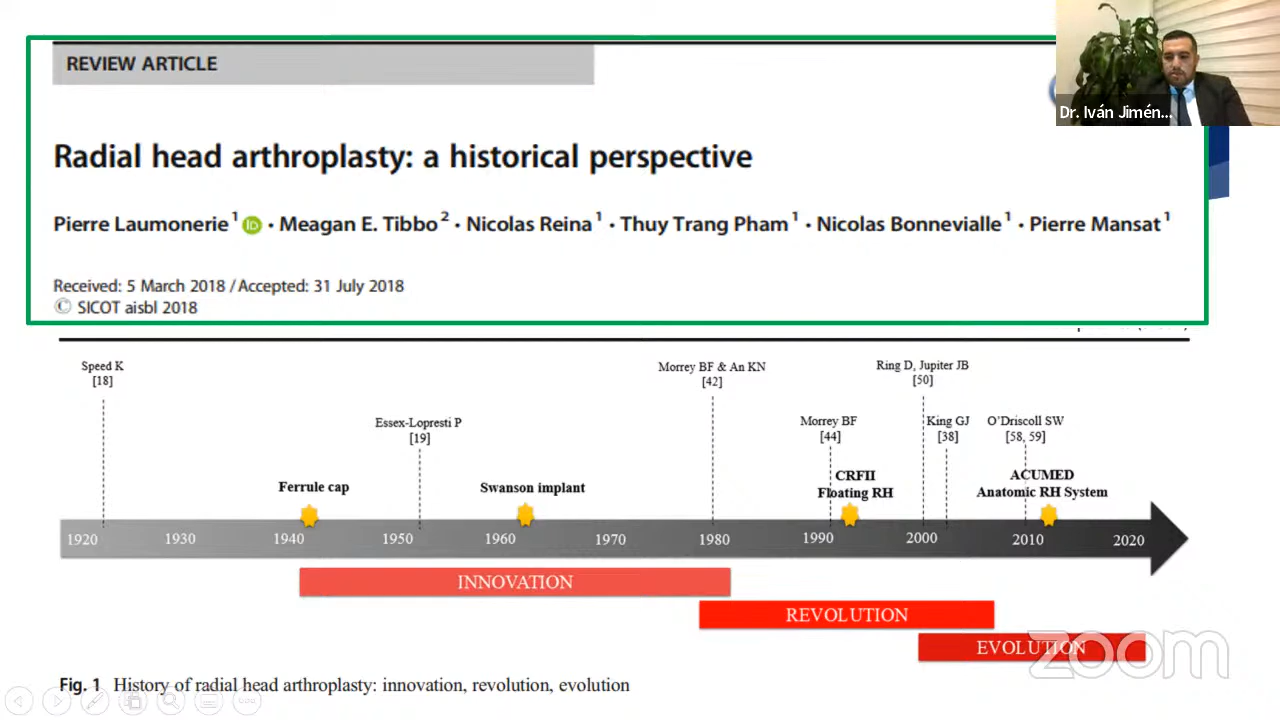 REVIEW ARTICLE
Radial head arthroplasty: a historical perspective
Pierre Laumonerie 1 iD · Meagan E. Tibbo 2 · Nicolas Reina 1 · Thuy Trang Pham 1 · Nicolas Bonnevialle 1 · Pierre Mansat 1
Received: 5 March 2018 / Accepted: 31 July 2018
© SICOT aisbl 2018
Dr. Iván Jimén...
Speed K
[18]
Essex-Lopresti P
[19]
Morrey BF & An KN
[42]
Morrey BF
[44]
Ring D, Jupiter JB
[50]
King GJ
[38]
O'Driscoll SW
[58, 59]
Ferrule cap
Swanson implant
CRFII
Floating RH
ACUMED
Anatomic RH System
1920 1930 1940 1950 1960 1970 1980 1990 2000 2010 2020
INNOVATION
REVOLUTION
EVOLUTION
zoom
Fig. 1 History of radial head arthroplasty: innovation, revolution, evolution